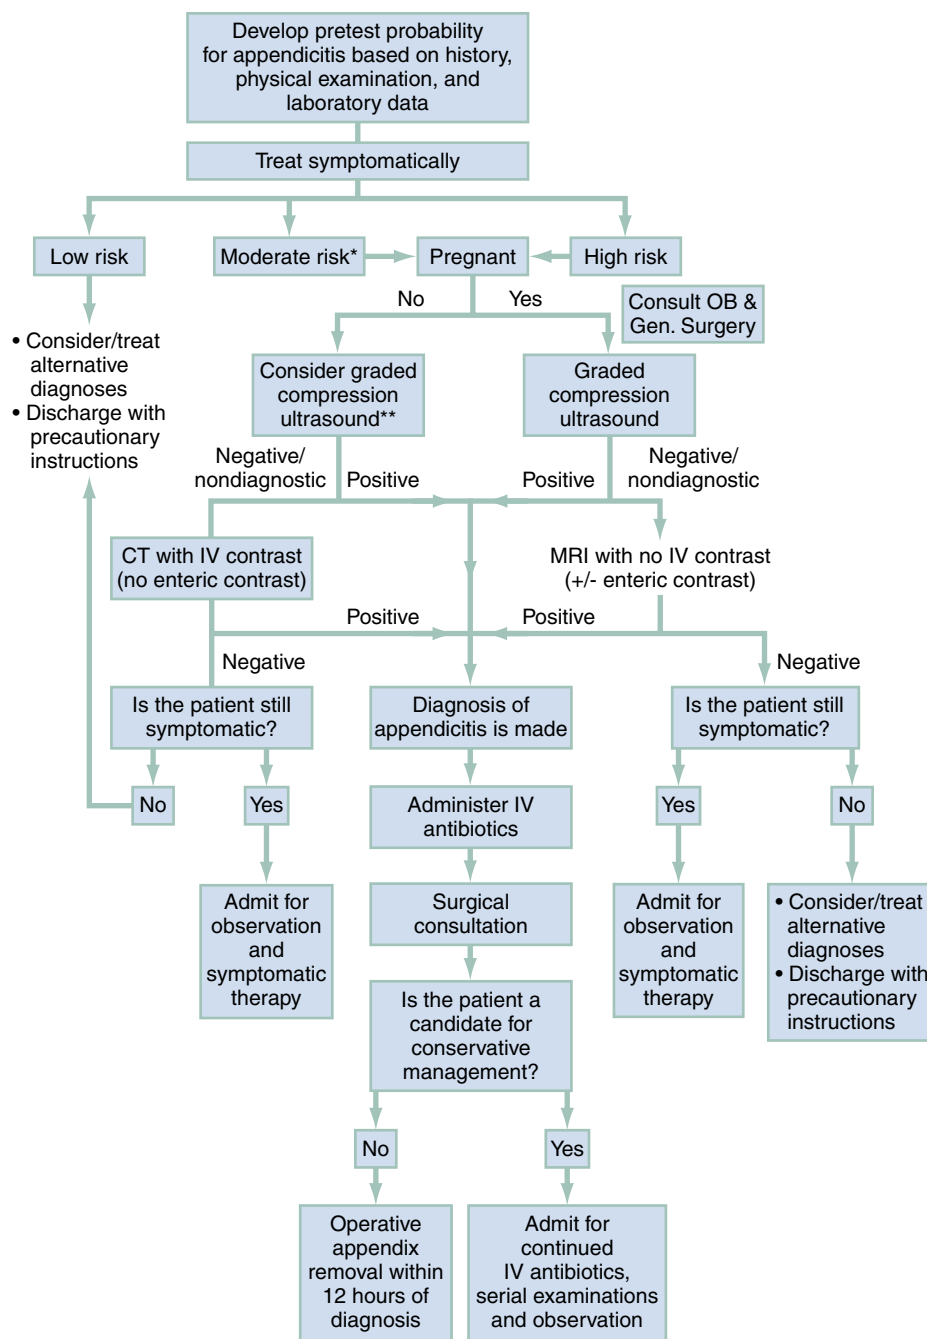 Develop pretest probability
for appendicitis based on history,
physical examination, and
laboratory data
Treat symptomatically
Low risk
Moderate risk*
Pregnant
High risk
No
Yes
Consult OB &
Gen. Surgery
• Consider/treat
alternative
diagnoses
• Discharge with
precautionary
instructions
Consider graded
compression
ultrasound**
Graded
compression
ultrasound
Negative/
nondiagnostic
Positive
Positive
Negative/
nondiagnostic
CT with IV contrast
(no enteric contrast)
MRI with no IV contrast
(+/- enteric contrast)
Positive
Positive
Negative
Negative
Is the patient still
symptomatic?
Diagnosis of
appendicitis is made
Is the patient still
symptomatic?
No
Yes
Administer IV
antibiotics
Yes
No
Admit for
observation
and
symptomatic
therapy
Surgical
consultation
Admit for
observation
and
symptomatic
therapy
• Consider/treat
alternative
diagnoses
• Discharge with
precautionary
instructions
Is the patient a
candidate for
conservative
management?
No
Yes
Operative
appendix
removal within
12 hours of
diagnosis
Admit for
continued
IV antibiotics,
serial examinations
and observation